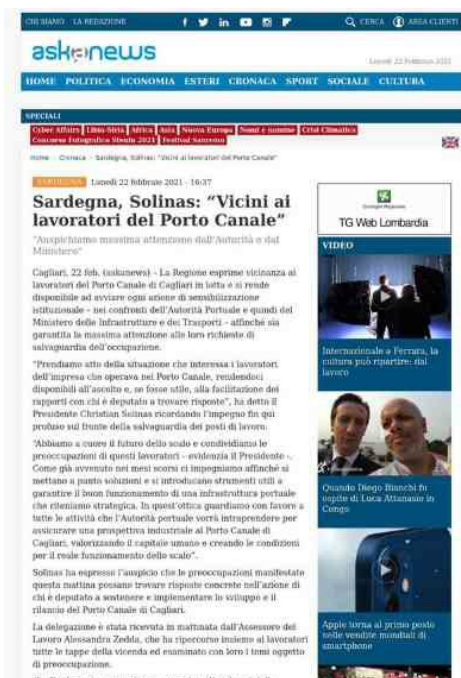 CHI SIAMO LA REDAZIONE
CERCA AREA CLIENTI
askanews
Lunedì 22 Febbraio 2021
HOME POLITICA ECONOMIA ESTERI CRONACA SPORT SOCIALE CULTURA
SPECIALI
Cyber Affairs Libia-Siria Africa Asia Nuova Europa Nomi e nomine Crisi Climatica
Concorso Fotografico Stenin 2021 Festival Sanremo
Home Cronaca Sardegna, Solinas: "Vicini ai lavoratori del Porto Canale"
SARDEGNA Lunedì 22 febbraio 2021 - 16:37
Sardegna, Solinas: “Vicini ai
lavoratori del Porto Canale”
"Auspichiamo massima attenzione dall'Autorità e dal
Ministero"
Cagliari, 22 feb. (askanews) – La Regione esprime vicinanza ai
lavoratori del Porto Canale di Cagliari in lotta e si rende
disponibile ad avviare ogni azione di sensibilizzazione
istituzionale – nei confronti dell'Autorità Portuale e quindi del
Ministero delle Infrastrutture e dei Trasporti – affinché sia
garantita la massima attenzione alle loro richieste di
salvaguardia dell'occupazione.
"Prendiamo atto della situazione che interessa i lavoratori
dell'impresa che operava nel Porto Canale, rendendoci
disponibili all'ascolto e, se fosse utile, alla facilitazione dei
rapporti con chi è deputato a trovare risposte", ha detto il
Presidente Christian Solinas ricordando l'impegno fin qui
profuso sul fronte della salvaguardia dei posti di lavoro.
"Abbiamo a cuore il futuro dello scalo e condividiamo le
preoccupazioni di questi lavoratori – evidenzia il Presidente -.
Come già avvenuto nei mesi scorsi ci impegniamo affinché si
mettano a punto soluzioni e si introducano strumenti utili a
garantire il buon funzionamento di una infrastruttura portuale
che riteniamo strategica. In quest'ottica guardiamo con favore a
tutte le attività che l'Autorità portuale vorrà intraprendere per
assicurare una prospettiva industriale al Porto Canale di
Cagliari, valorizzando il capitale umano e creando le condizioni
per il reale funzionamento dello scalo".
Solinas ha espresso l'auspicio che le preoccupazioni manifestate
questa mattina possano trovare risposte concrete nell'azione di
chi è deputato a sostenere e implementare lo sviluppo e il
rilancio del Porto Canale di Cagliari.
La delegazione è stata ricevuta in mattinata dall'Assessore del
Lavoro Alessandra Zedda, che ha ripercorso insieme ai lavoratori
tutte le tappe della vicenda ed esaminato con loro i temi oggetto
di preoccupazione.
TG Web Lombardia
VIDEO
Internazionale a Ferrara, la
cultura può ripartire: dal
lavoro
Quando Diego Bianchi fu
ospite di Luca Attanasio in
Congo
Apple torna al primo posto
nelle vendite mondiali di
smartphone